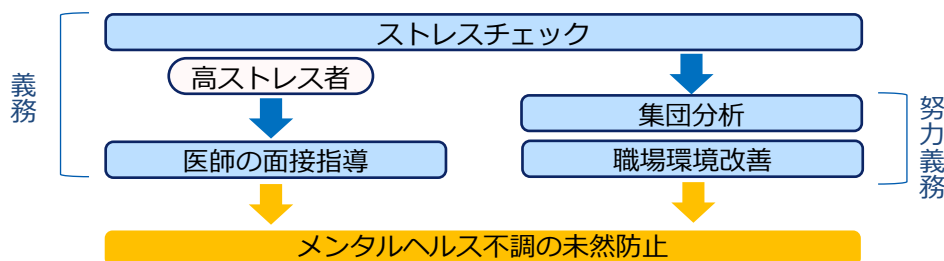 ストレスチェック
義務
高ストレス者
集団分析
努力義務
医師の面接指導
職場環境改善
メンタルヘルス不調の未然防止